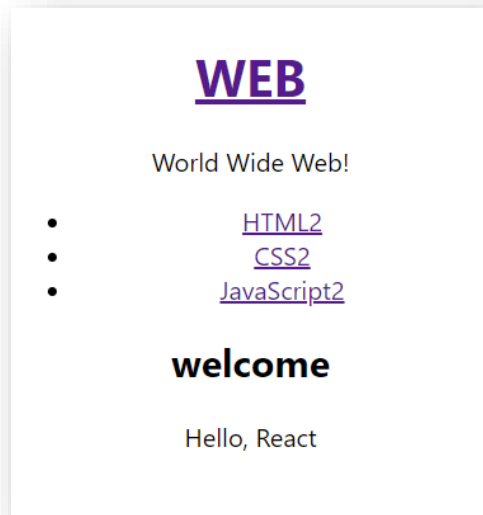 WEB
World Wide Web!
HTML2
CSS2
JavaScript2
welcome
Hello, React